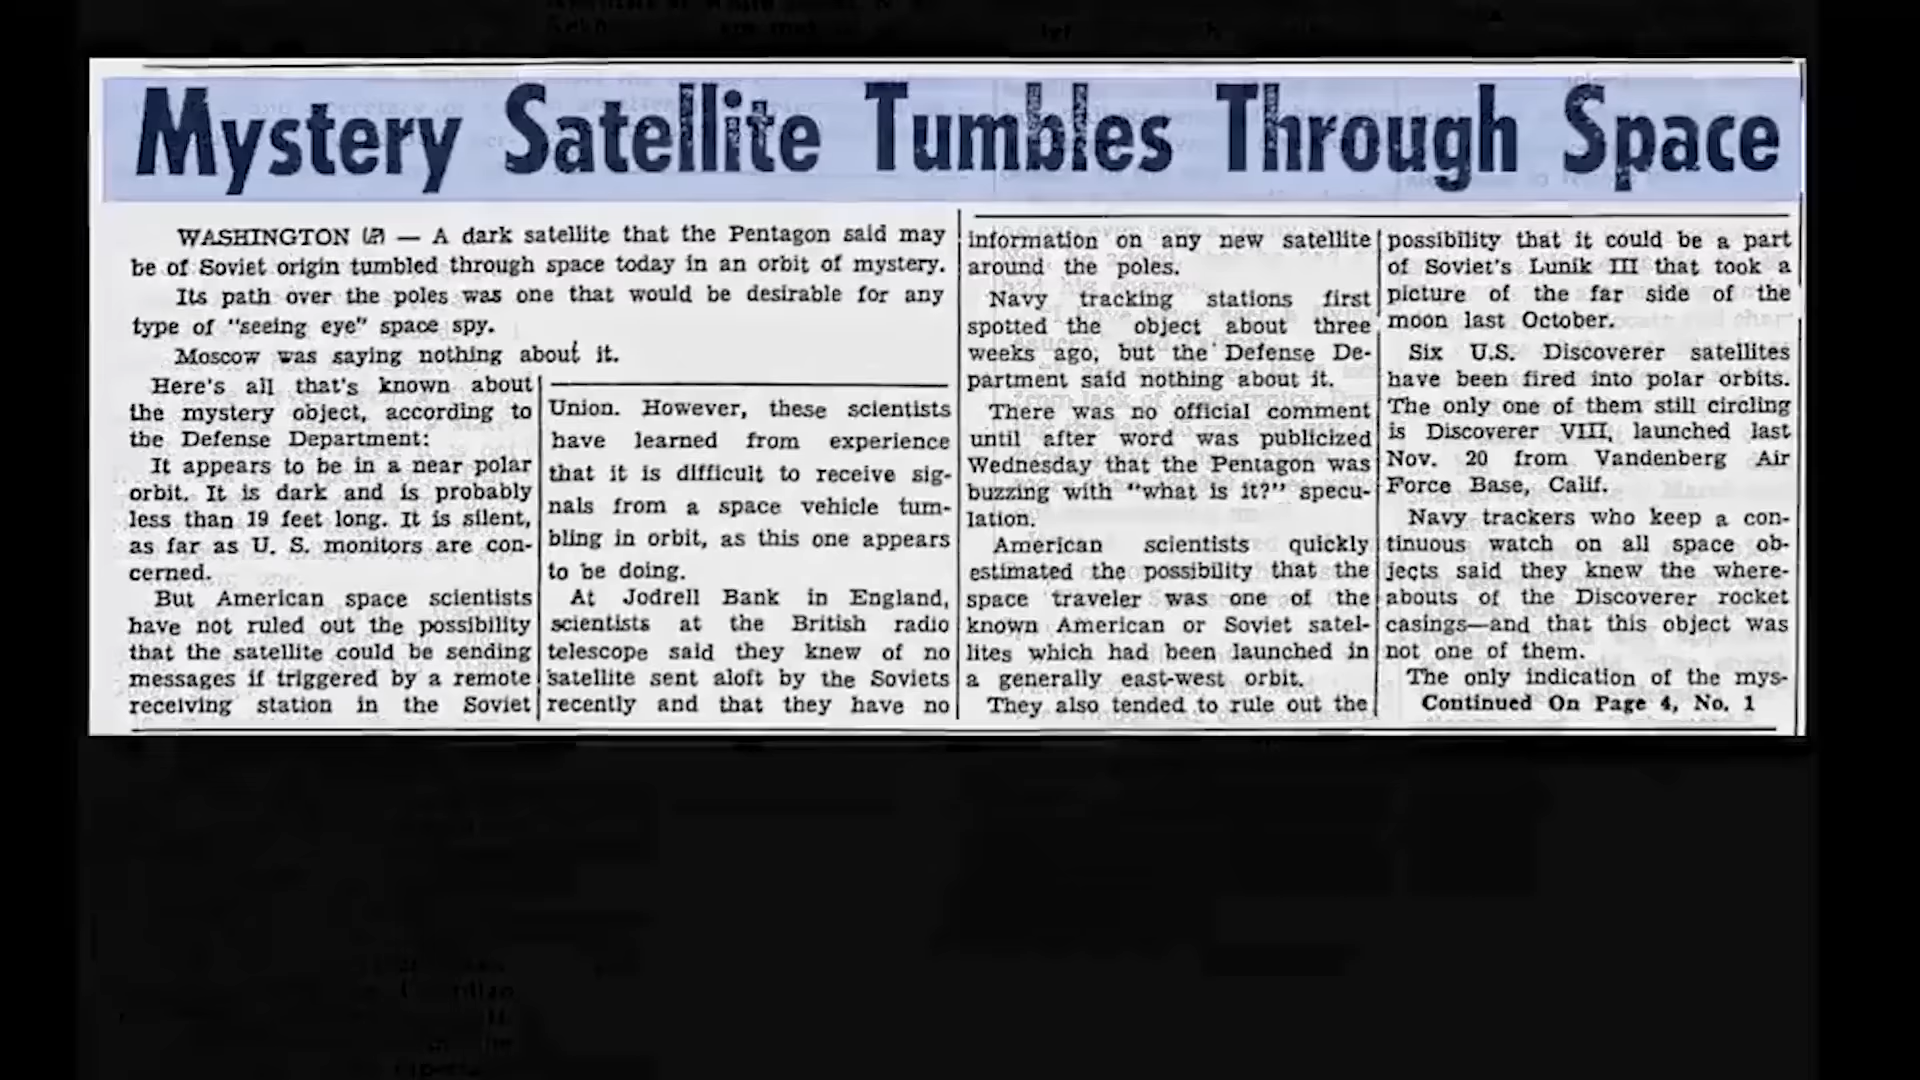 Mystery Satellite Tumbles Through Space
WASHINGTON (AP) — A dark satellite that the Pentagon said may
be of Soviet origin tumbled through space today in an orbit of mystery.
Its path over the poles was one that would be desirable for any
type of "seeing eye" space spy.
Moscow was saying nothing about it.
Here's all that's known about
the mystery object, according to
the Defense Department:
It appears to be in a near polar
orbit. It is dark and is probably
less than 19 feet long. It is silent,
as far as U. S. monitors are con-
cerned.
But American space scientists
have not ruled out the possibility
that the satellite could be sending
messages if triggered by a remote
receiving station in the Soviet
Union. However, these scientists
have learned from experience
that it is difficult to receive sig-
nals from a space vehicle tum-
bling in orbit, as this one appears
to be doing.
At Jodrell Bank in England,
scientists at the British radio
telescope said they knew of no
satellite sent aloft by the Soviets
recently and that they have no
information on any new satellite
around the poles.
Navy tracking stations first
spotted the object about three
weeks ago, but the Defense De-
partment said nothing about it.
There was no official comment
until after word was publicized
Wednesday that the Pentagon was
buzzing with "what is it?" specu-
lation.
American scientists quickly
estimated the possibility that the
space traveler was one of the
known American or Soviet satel-
lites which had been launched in
a generally east-west orbit.
They also tended to rule out the
possibility that it could be a part
of Soviet's Lunik III that took a
picture of the far side of the
moon last October.
Six U.S. Discoverer satellites
have been fired into polar orbits.
The only one of them still circling
is Discoverer VIII, launched last
Nov. 20 from Vandenberg Air
Force Base, Calif.
Navy trackers who keep a con-
tinuous watch on all space ob-
jects said they knew the where-
abouts of the Discoverer rocket
casings—and that this object was
not one of them.
The only indication of the mys-
Continued On Page 4, No. 1